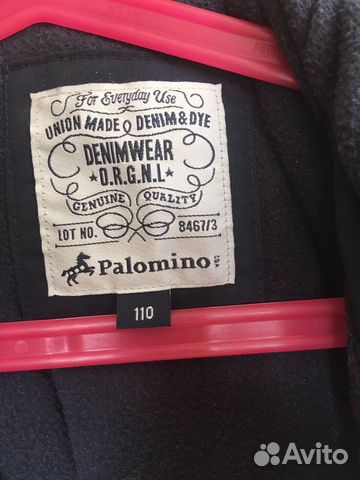 For Everyday Use
UNION MADE & DENIM & DYE
DENIMWEAR
O.R.G.N.L
GENUINE QUALITY
LOT NO. 8467/3
Palomino
110
Avito